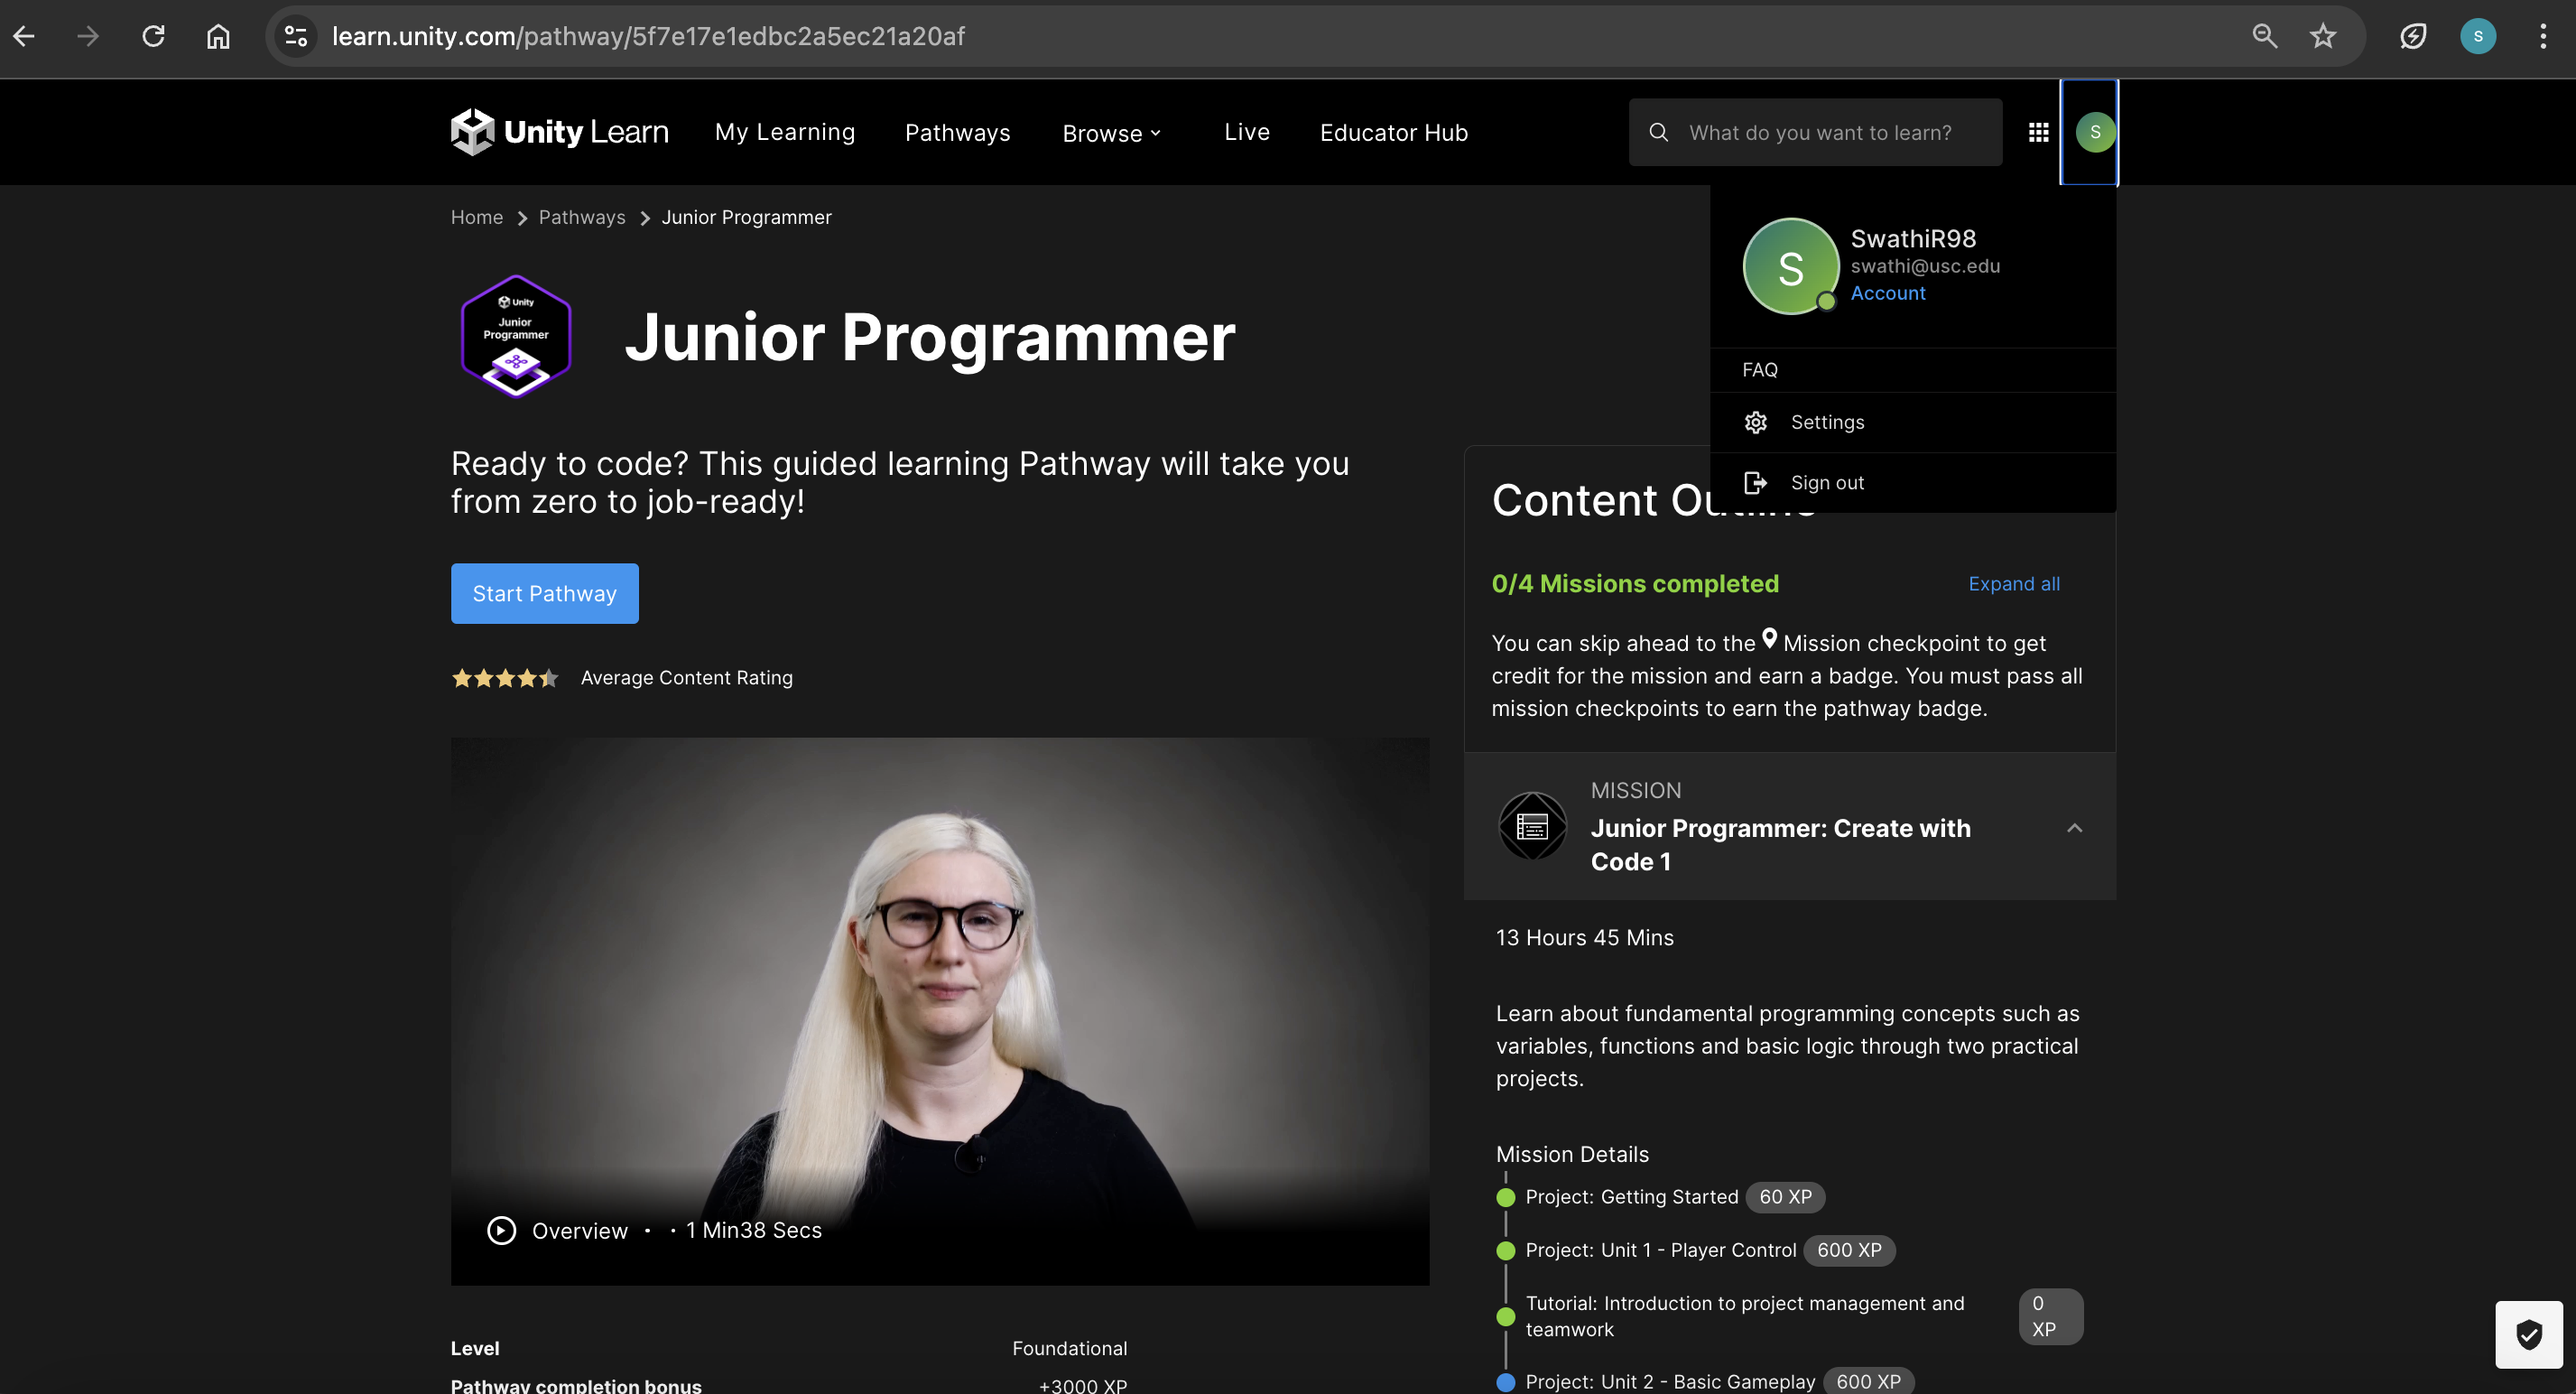 learn.unity.com/pathway/5f7e17e1edbc2a5ec21a20af
S
Unity Learn
My Learning
Pathways
Browse
Live
Educator Hub
What do you want to learn?
S
Home
Pathways
Junior Programmer
S
SwathiR98
swathi@usc.edu
Account
FAQ
Settings
Sign out
Unity
Junior
Programmer
Junior Programmer
Ready to code? This guided learning Pathway will take you
from zero to job-ready!
Start Pathway
Average Content Rating
Overview · · 1 Min38 Secs
Level Foundational
Pathway completion bonus +3000 XP
Content Outline
0/4 Missions completed
Expand all
You can skip ahead to the Mission checkpoint to get
credit for the mission and earn a badge. You must pass all
mission checkpoints to earn the pathway badge.
MISSION
Junior Programmer: Create with
Code 1
13 Hours 45 Mins
Learn about fundamental programming concepts such as
variables, functions and basic logic through two practical
projects.
Mission Details
Project: Getting Started 60 XP
Project: Unit 1 - Player Control 600 XP
Tutorial: Introduction to project management and
teamwork
0
XP
Project: Unit 2 - Basic Gameplay 600 XP